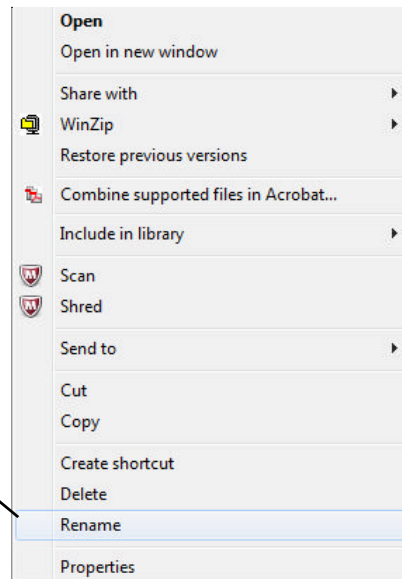 Open
Open in new window
Share with
WinZip
Restore previous versions
Combine supported files in Acrobat...
Include in library
Scan
Shred
Send to
Cut
Copy
Create shortcut
Delete
Rename
Properties